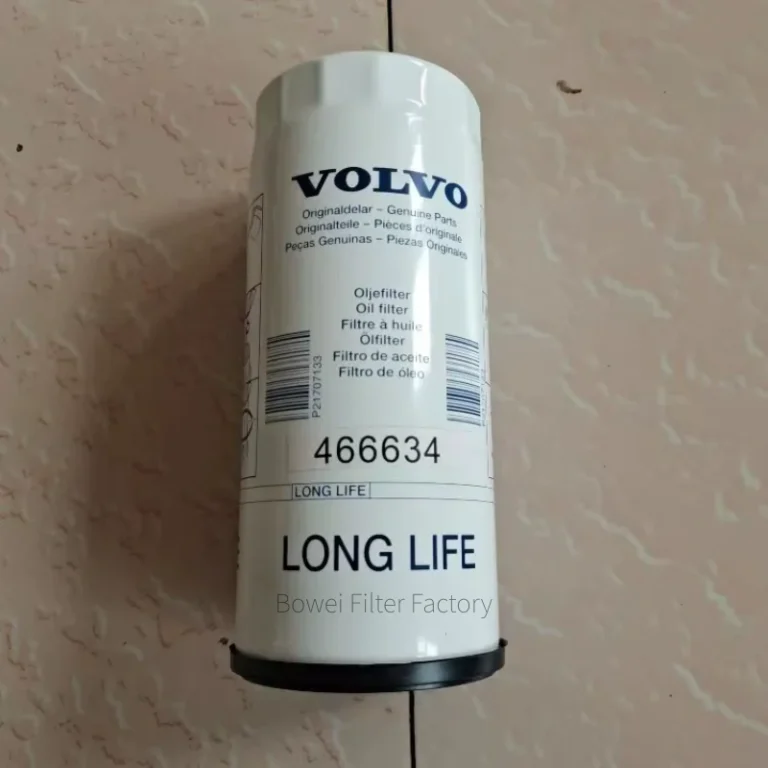 VOLVO
Originaldelar – Genuine Parts
Originalteile – Pièces d'originale
Peças Genuinas – Piezas Originales
Oljefilter
Oil filter
Filtre à huile
Ölfilter
Filtro de aceite
Filtro de óleo
P21707133
466634
LONG LIFE
LONG LIFE
Bowei Filter Factory